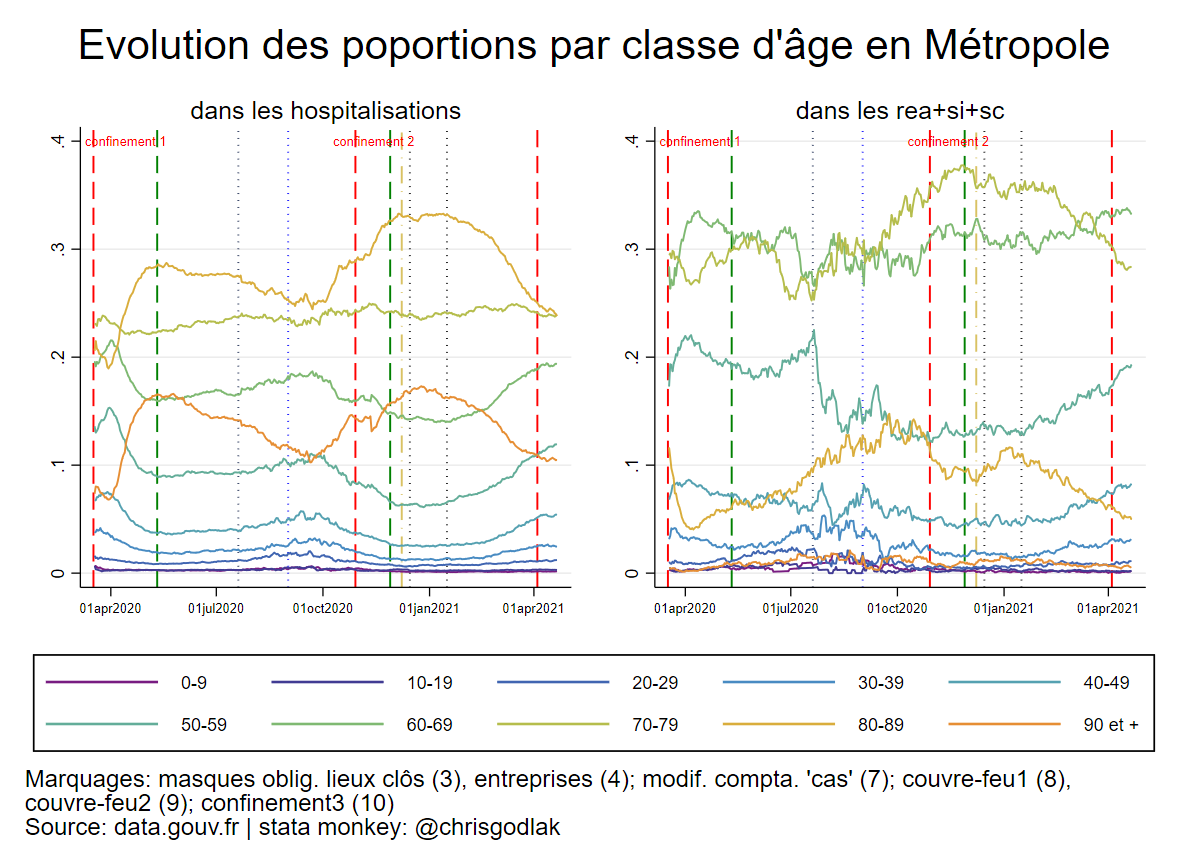 Evolution des poportions par classe d'âge en Métropole
dans les hospitalisations
dans les rea+si+sc
confinement 1
confinement 2
confinement 1
confinement 2
.4
.3
.2
.1
0
.4
.3
.2
.1
0
01apr2020 01jul2020 01oct2020 01jan2021 01apr2021
01apr2020 01jul2020 01oct2020 01jan2021 01apr2021
0-9 10-19 20-29 30-39 40-49
50-59 60-69 70-79 80-89 90 et +
Marquages: masques oblig. lieux clôs (3), entreprises (4); modif. compta. 'cas' (7); couvre-feu1 (8),
couvre-feu2 (9); confinement3 (10)
Source: data.gouv.fr | stata monkey: @chrisgodlak